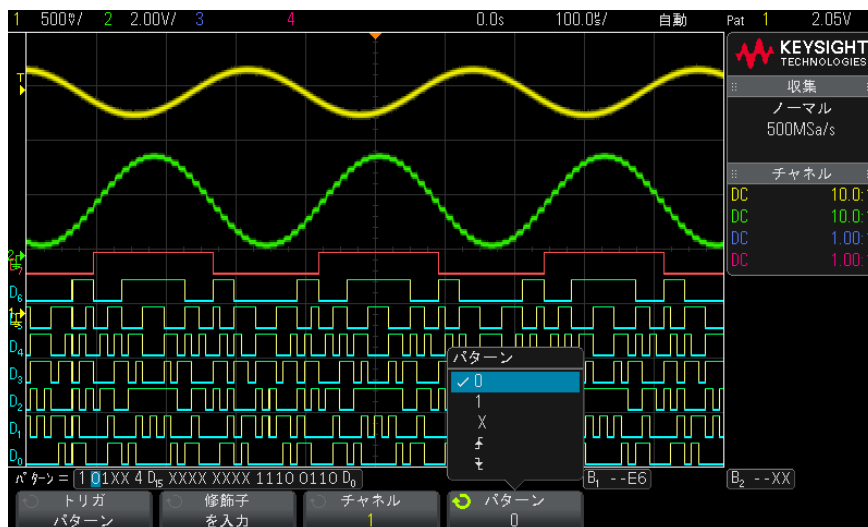 1 500㎷/ 2 2.00V/ 3 4 0.0s 100.0㎲/ 自動 Pat 1 2.05V
KEYSIGHT
TECHNOLOGIES
収集
ノーマル
500MSa/s
チャネル
DC 10.0:1
DC 10.0:1
DC 1.00:1
DC 1.00:1
T
2
D7
D6
1
D5
D4
D3
D2
D1
D0
パターン
✓ 0
1
X
パターン = 1 01XX 4 D15 XXXX XXXX 1110 0110 D0
B1 --E6
B2 --XX
トリガ
パターン
修飾子
を入力
チャネル
1
パターン
0